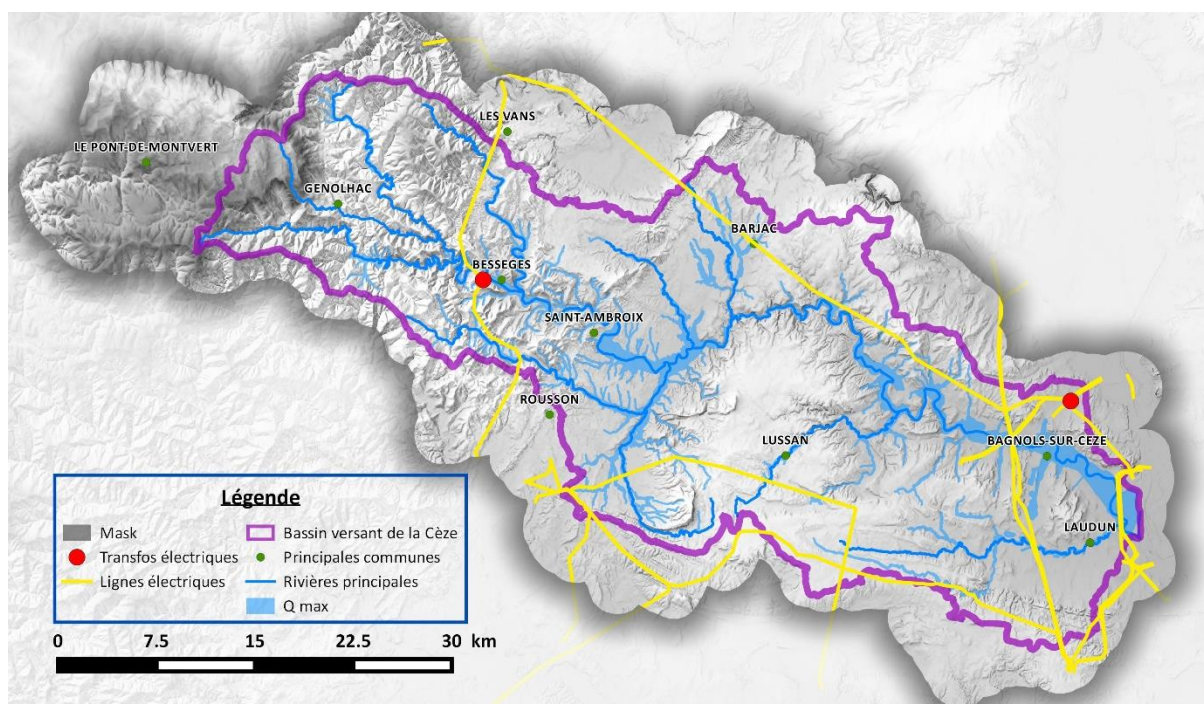 LES VANS
LE PONT-DE-MONTVERT
GENOLHAC
BARJAC
BESSEGES
SAINT-AMBROIX
ROUSSON
LUSSAN
BAGNOLS-SUR-CEZE
LAUDUN
Légende
Mask
Bassin versant de la Cèze
Transfos électriques
Principales communes
Lignes électriques
Rivières principales
Q max
0 7.5 15 22.5 30 km